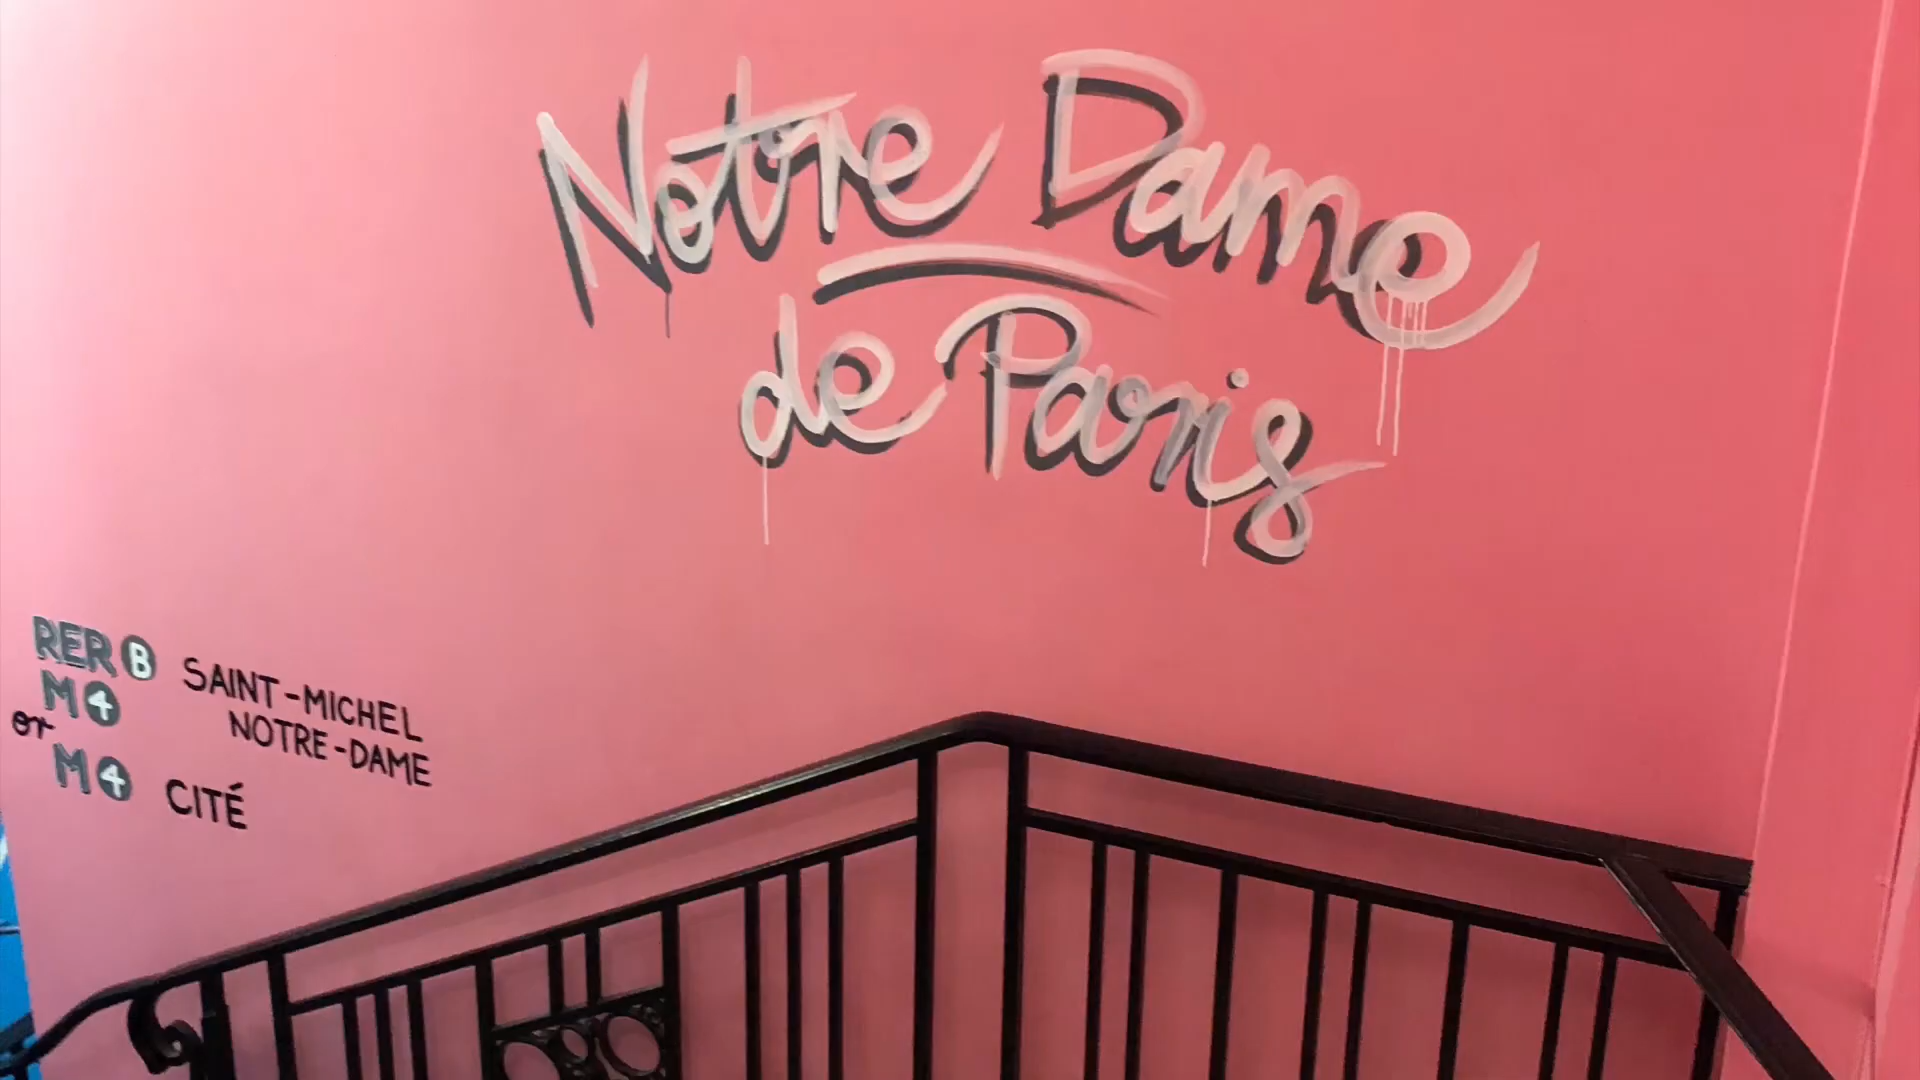 Notre Dame
de Paris
RER B SAINT-MICHEL
M 4 NOTRE-DAME
or
M 4 CITÉ